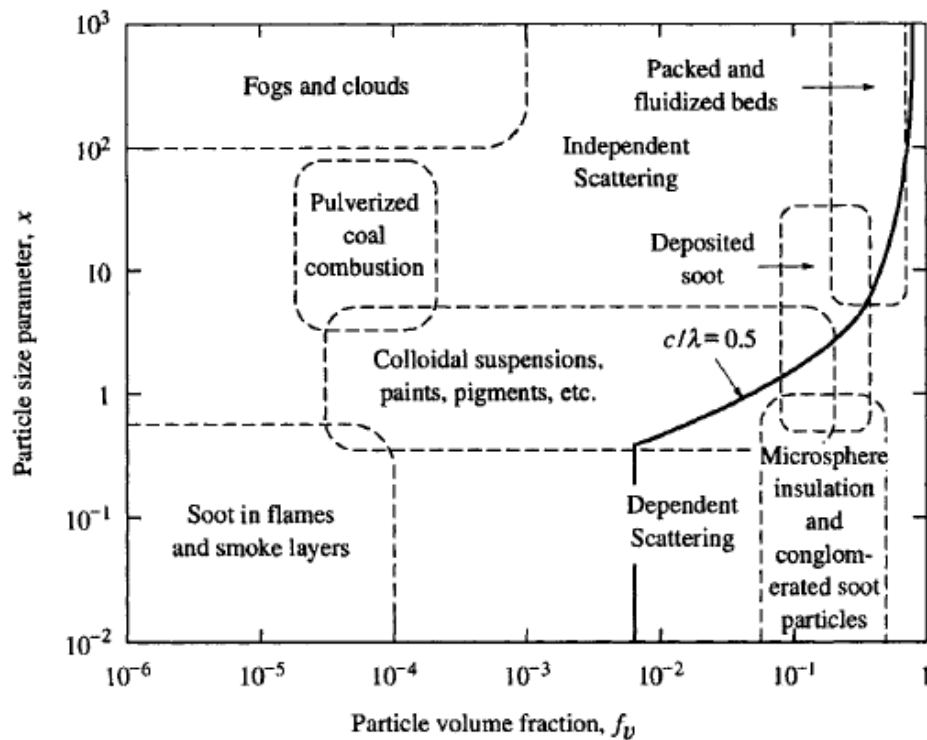 10³
Fogs and clouds
Packed and
fluidized beds
10²
Independent
Scattering
Pulverized
coal
combustion
Deposited
soot
10
Particle size parameter, x
c/λ = 0.5
Colloidal suspensions,
paints, pigments, etc.
1
Microsphere
insulation
and
conglom-
erated soot
particles
Dependent
Scattering
10⁻¹
Soot in flames
and smoke layers
10⁻²
10⁻⁶ 10⁻⁵ 10⁻⁴ 10⁻³ 10⁻² 10⁻¹ 1
Particle volume fraction, fᵥ